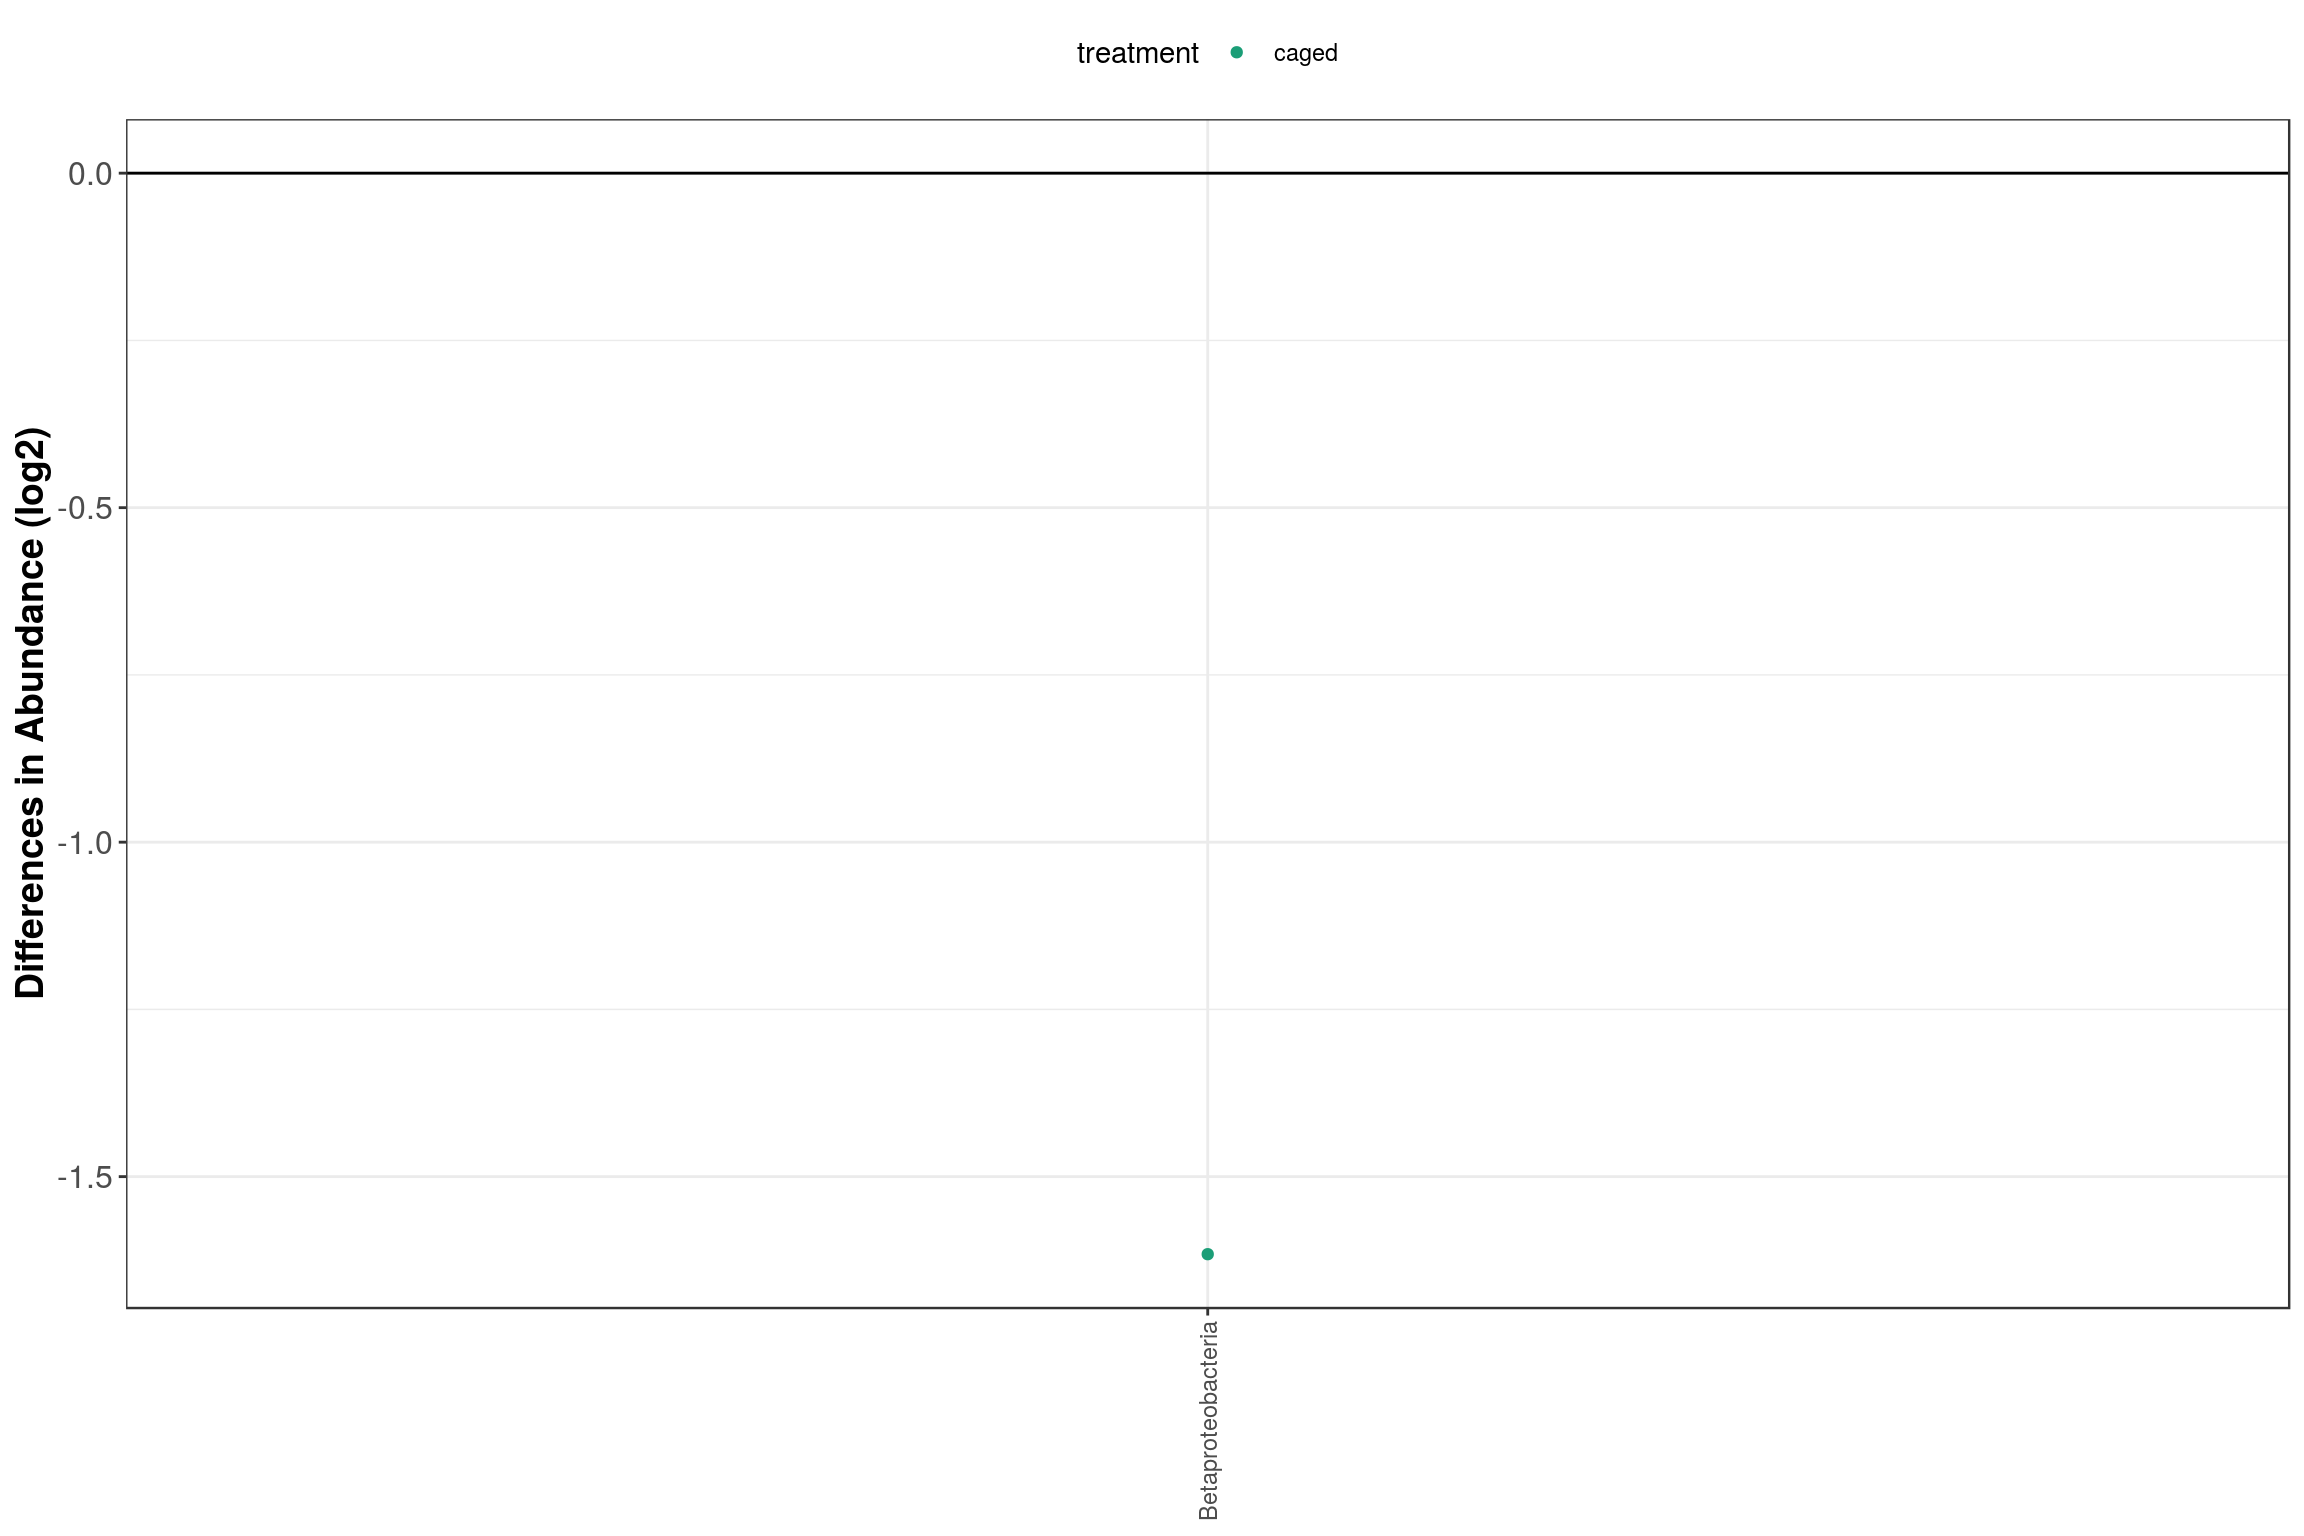 treatment caged
Differences in Abundance (log2)
0.0
-0.5
-1.0
-1.5
Betaproteobacteria